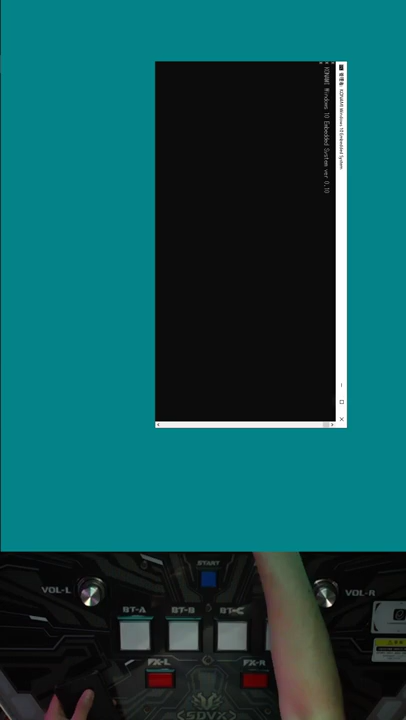 管理者: KONAMI Windows 10 Embedded System
* KONAMI Windows 10 Embedded System ver 0.10
START
VOL-L
VOL-R
BT-A
BT-B
BT-C
FX-L
FX-R
SDVX